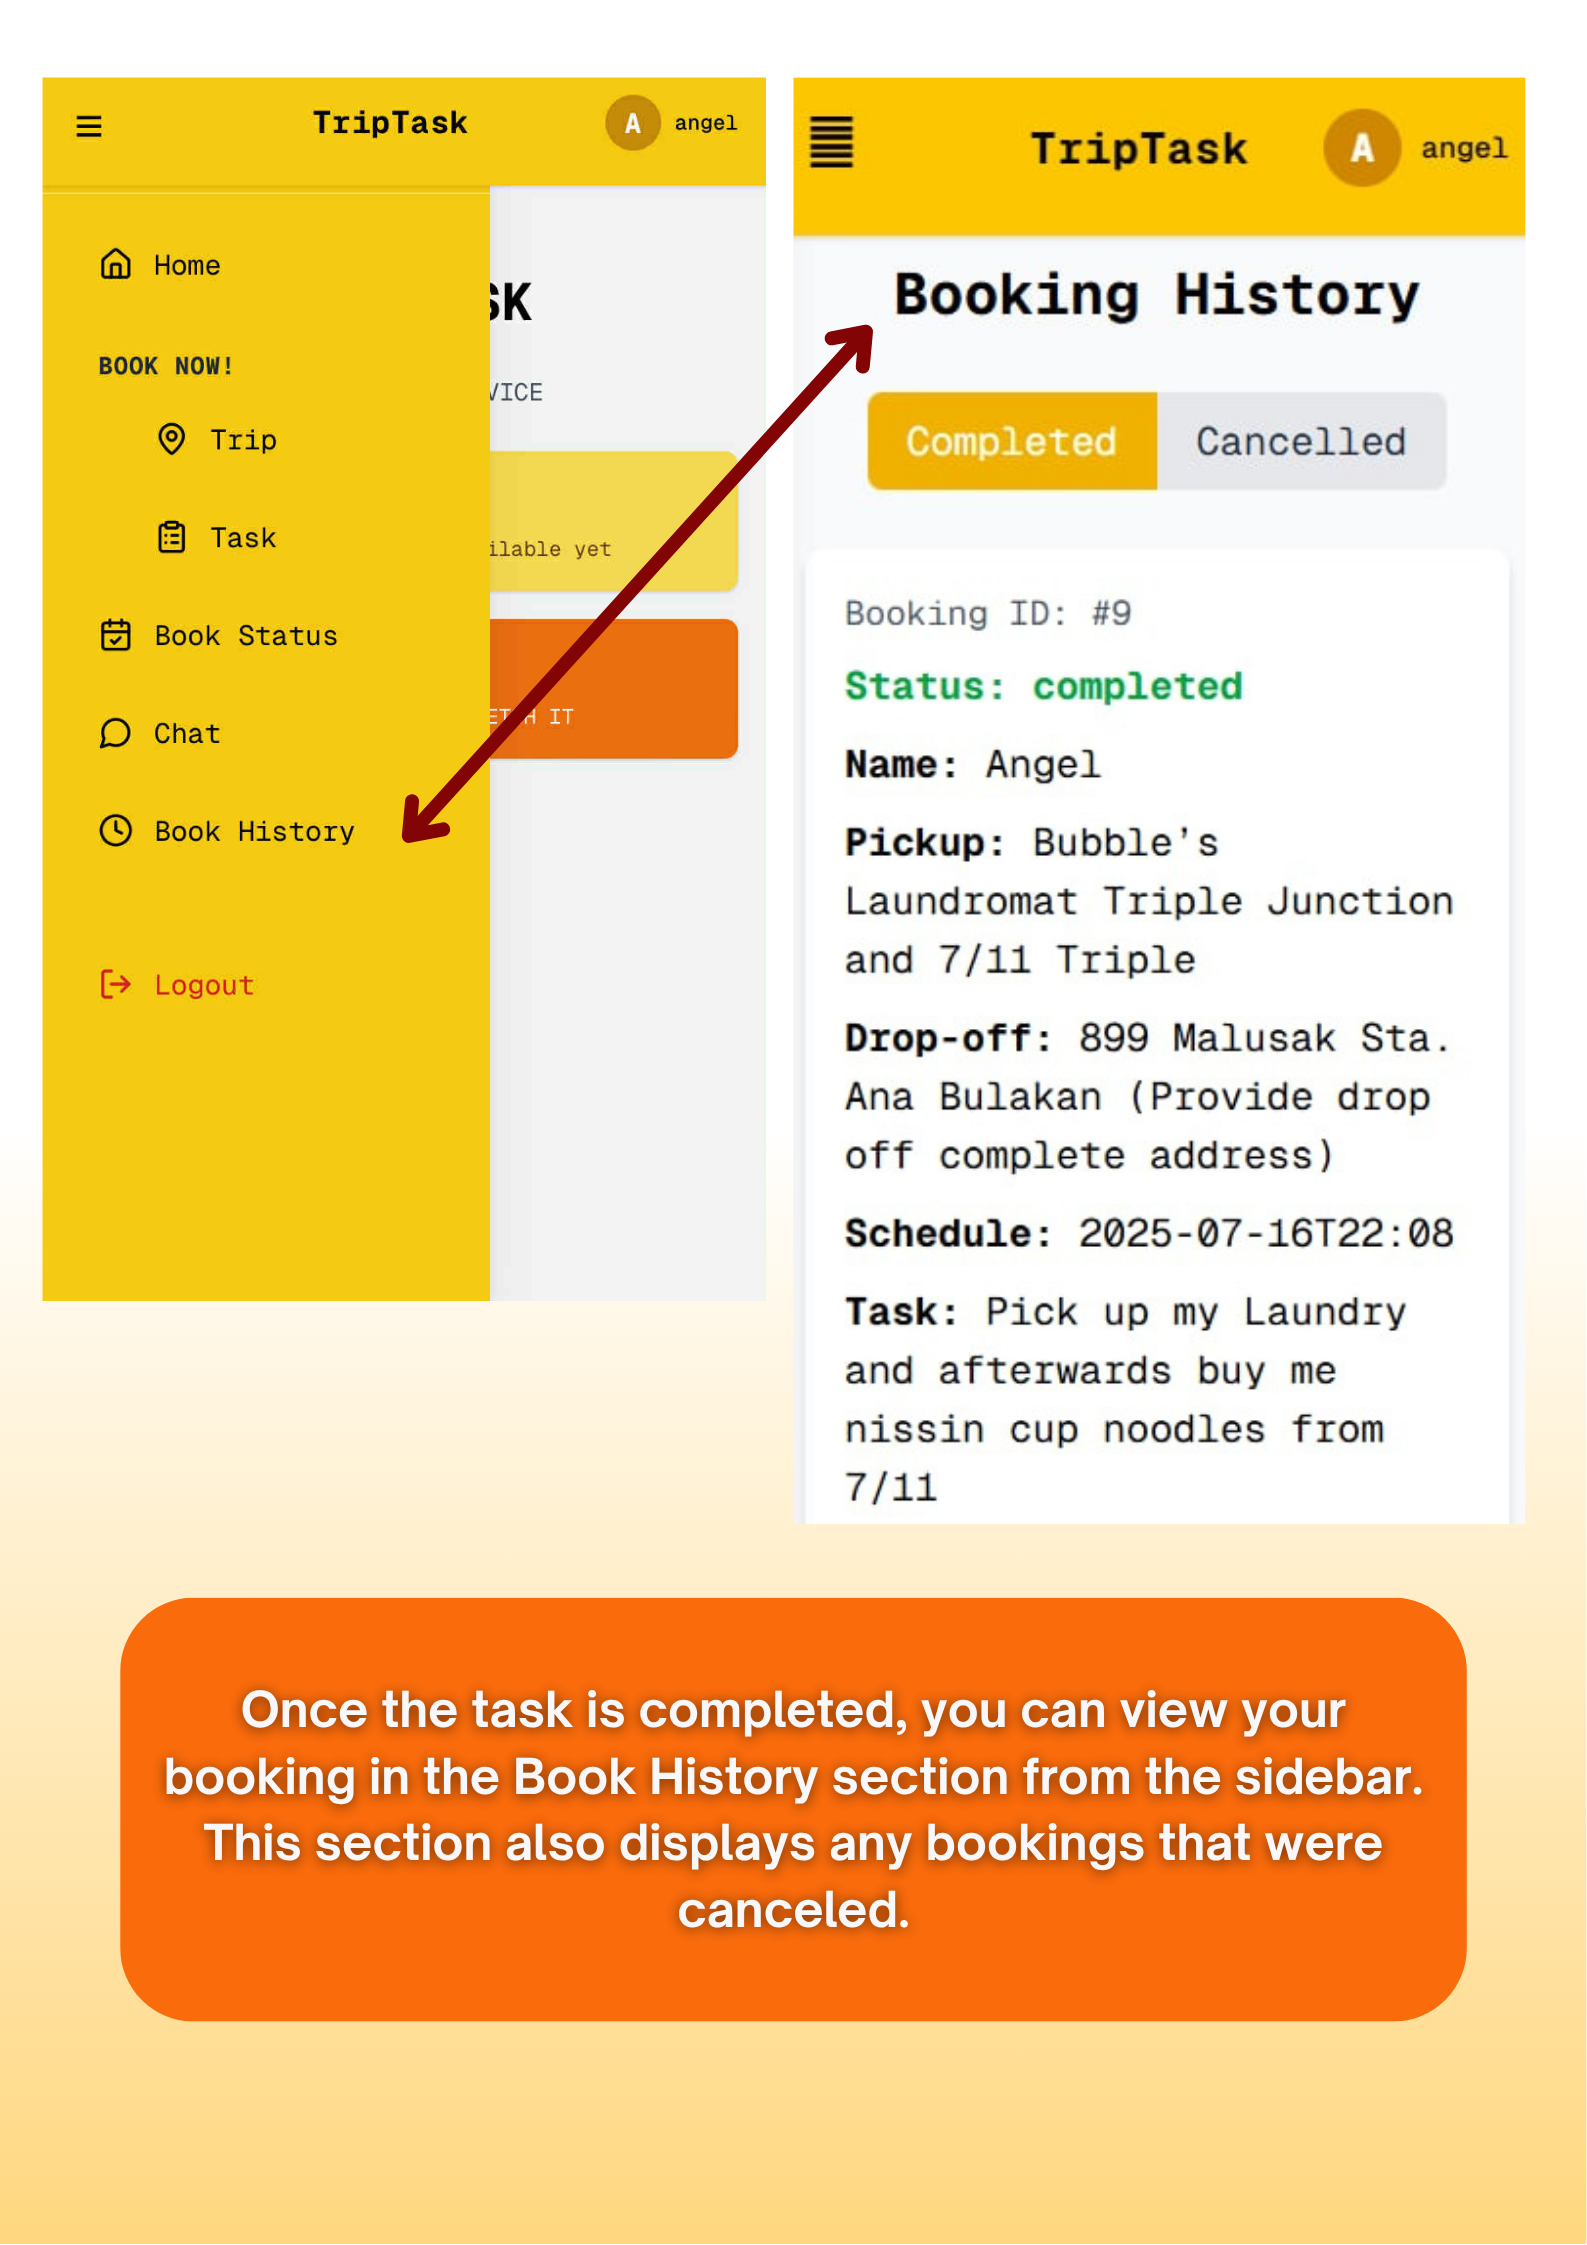 TripTask
A angel
Home
BOOK NOW!
Trip
Task
Book Status
Chat
Book History
Logout
SK
VICE
ilable yet
ETCH IT
TripTask
A angel
Booking History
Completed Cancelled
Booking ID: #9
Status: completed
Name: Angel
Pickup: Bubble's
Laundromat Triple Junction
and 7/11 Triple
Drop-off: 899 Malusak Sta.
Ana Bulakan (Provide drop
off complete address)
Schedule: 2025-07-16T22:08
Task: Pick up my Laundry
and afterwards buy me
nissin cup noodles from
7/11
Once the task is completed, you can view your
booking in the Book History section from the sidebar.
This section also displays any bookings that were
canceled.